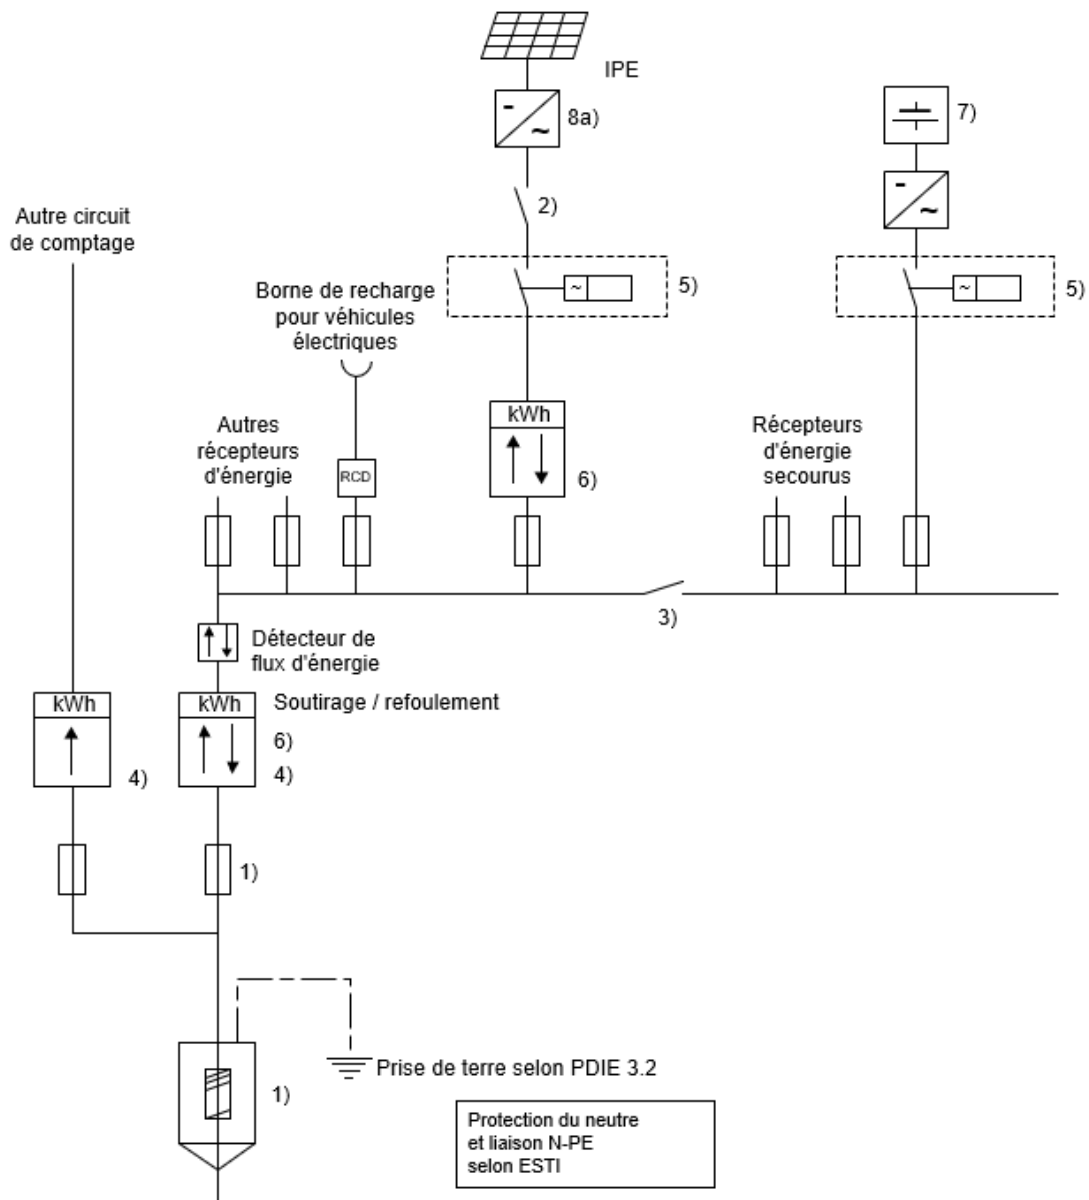 IPE
-
~
8a)
7)
-
~
2)
Autre circuit
de comptage
~
5)
~
5)
Borne de recharge
pour véhicules
électriques
kWh
6)
Autres
récepteurs
d'énergie
RCD
Récepteurs
d'énergie
secourus
3)
Détecteur de
flux d'énergie
kWh
4)
kWh
Soutirage / refoulement
6)
4)
1)
Prise de terre selon PDIE 3.2
1)
Protection du neutre
et liaison N-PE
selon ESTI